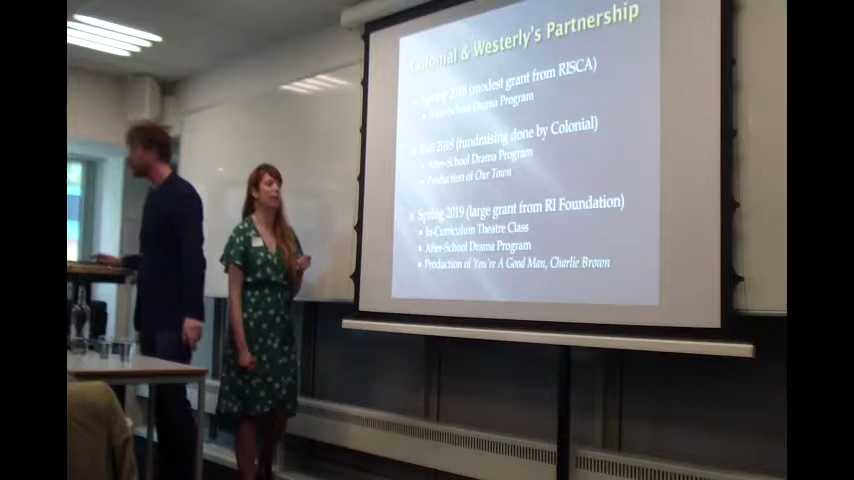 Colonial & Westerly's Partnership
Spring 2018 (modest grant from RISCA)
After-School Drama Program
Fall 2018 (fundraising done by Colonial)
After-School Drama Program
Production of Our Town
Spring 2019 (large grant from RI Foundation)
In-Curriculum Theatre Class
After-School Drama Program
Production of You're A Good Man, Charlie Brown